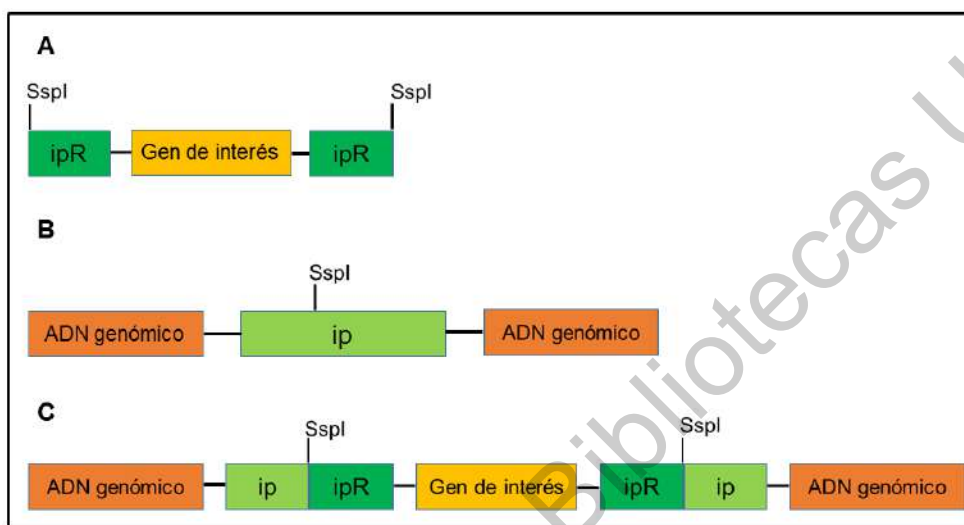 A
SspI
SspI
ipR
Gen de interés
ipR
B
SspI
ADN genómico
ip
ADN genómico
C
SspI
SspI
ADN genómico
ip
ipR
Gen de interés
ipR
ip
ADN genómico
Bibliotecas